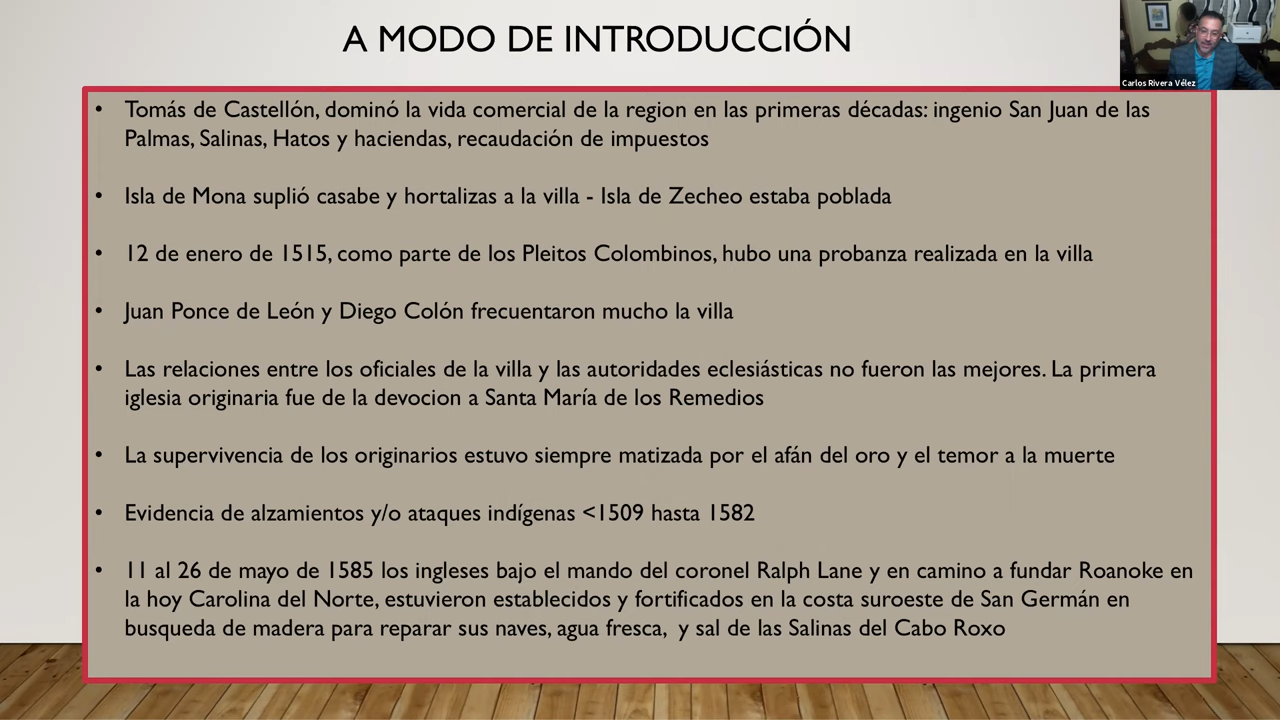 A MODO DE INTRODUCCIÓN
Carlos Rivera Vélez
• Tomás de Castellón, dominó la vida comercial de la region en las primeras décadas: ingenio San Juan de las
Palmas, Salinas, Hatos y haciendas, recaudación de impuestos
• Isla de Mona suplió casabe y hortalizas a la villa - Isla de Zecheo estaba poblada
• 12 de enero de 1515, como parte de los Pleitos Colombinos, hubo una probanza realizada en la villa
• Juan Ponce de León y Diego Colón frecuentaron mucho la villa
• Las relaciones entre los oficiales de la villa y las autoridades eclesiásticas no fueron las mejores. La primera
iglesia originaria fue de la devocion a Santa María de los Remedios
• La supervivencia de los originarios estuvo siempre matizada por el afán del oro y el temor a la muerte
• Evidencia de alzamientos y/o ataques indígenas <1509 hasta 1582
• 11 al 26 de mayo de 1585 los ingleses bajo el mando del coronel Ralph Lane y en camino a fundar Roanoke en
la hoy Carolina del Norte, estuvieron establecidos y fortificados en la costa suroeste de San Germán en
busqueda de madera para reparar sus naves, agua fresca, y sal de las Salinas del Cabo Roxo